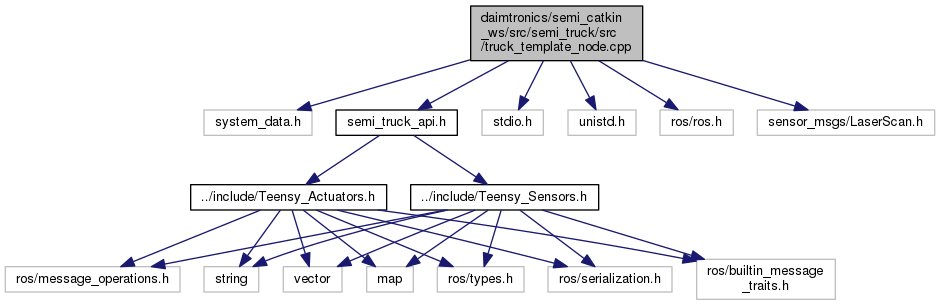 daimtronics/semi_catkin
_ws/src/semi_truck/src
/truck_template_node.cpp
system_data.h
semi_truck_api.h
stdio.h
unistd.h
ros/ros.h
sensor_msgs/LaserScan.h
../include/Teensy_Actuators.h
../include/Teensy_Sensors.h
ros/message_operations.h
string
vector
map
ros/types.h
ros/serialization.h
ros/builtin_message
_traits.h